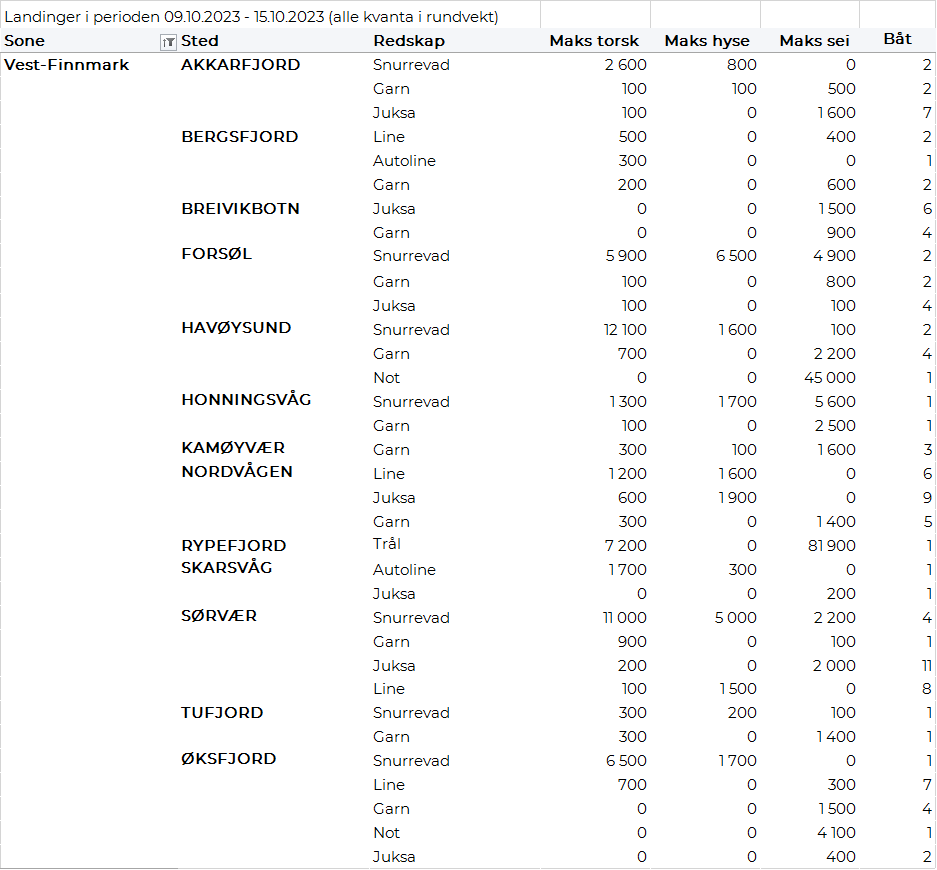 Landinger i perioden 09.10.2023 - 15.10.2023 (alle kvanta i rundvekt)
Sone Sted Redskap Maks torsk Maks hyse Maks sei Båt
Vest-Finnmark AKKARFJORD Snurrevad 2 600 800 0 2
Garn 100 100 500 2
Juksa 100 0 1 600 7
BERGSFJORD Line 500 0 400 2
Autoline 300 0 0 1
Garn 200 0 600 2
BREIVIKBOTN Juksa 0 0 1 500 6
Garn 0 0 900 4
FORSØL Snurrevad 5 900 6 500 4 900 2
Garn 100 0 800 2
Juksa 100 0 100 4
HAVØYSUND Snurrevad 12 100 1 600 100 2
Garn 700 0 2 200 4
Not 0 0 45 000 1
HONNINGSVÅG Snurrevad 1 300 1 700 5 600 1
Garn 100 0 2 500 1
KAMØYVÆR Garn 300 100 1 600 3
NORDVÅGEN Line 1 200 1 600 0 6
Juksa 600 1 900 0 9
Garn 300 0 1 400 5
RYPEFJORD Trål 7 200 0 81 900 1
SKARSVÅG Autoline 1 700 300 0 1
Juksa 0 0 200 1
SØRVÆR Snurrevad 11 000 5 000 2 200 4
Garn 900 0 100 1
Juksa 200 0 2 000 11
Line 100 1 500 0 8
TUFJORD Snurrevad 300 200 100 1
Garn 300 0 1 400 1
ØKSFJORD Snurrevad 6 500 1 700 0 1
Line 700 0 300 7
Garn 0 0 1 500 4
Not 0 0 4 100 1
Juksa 0 0 400 2